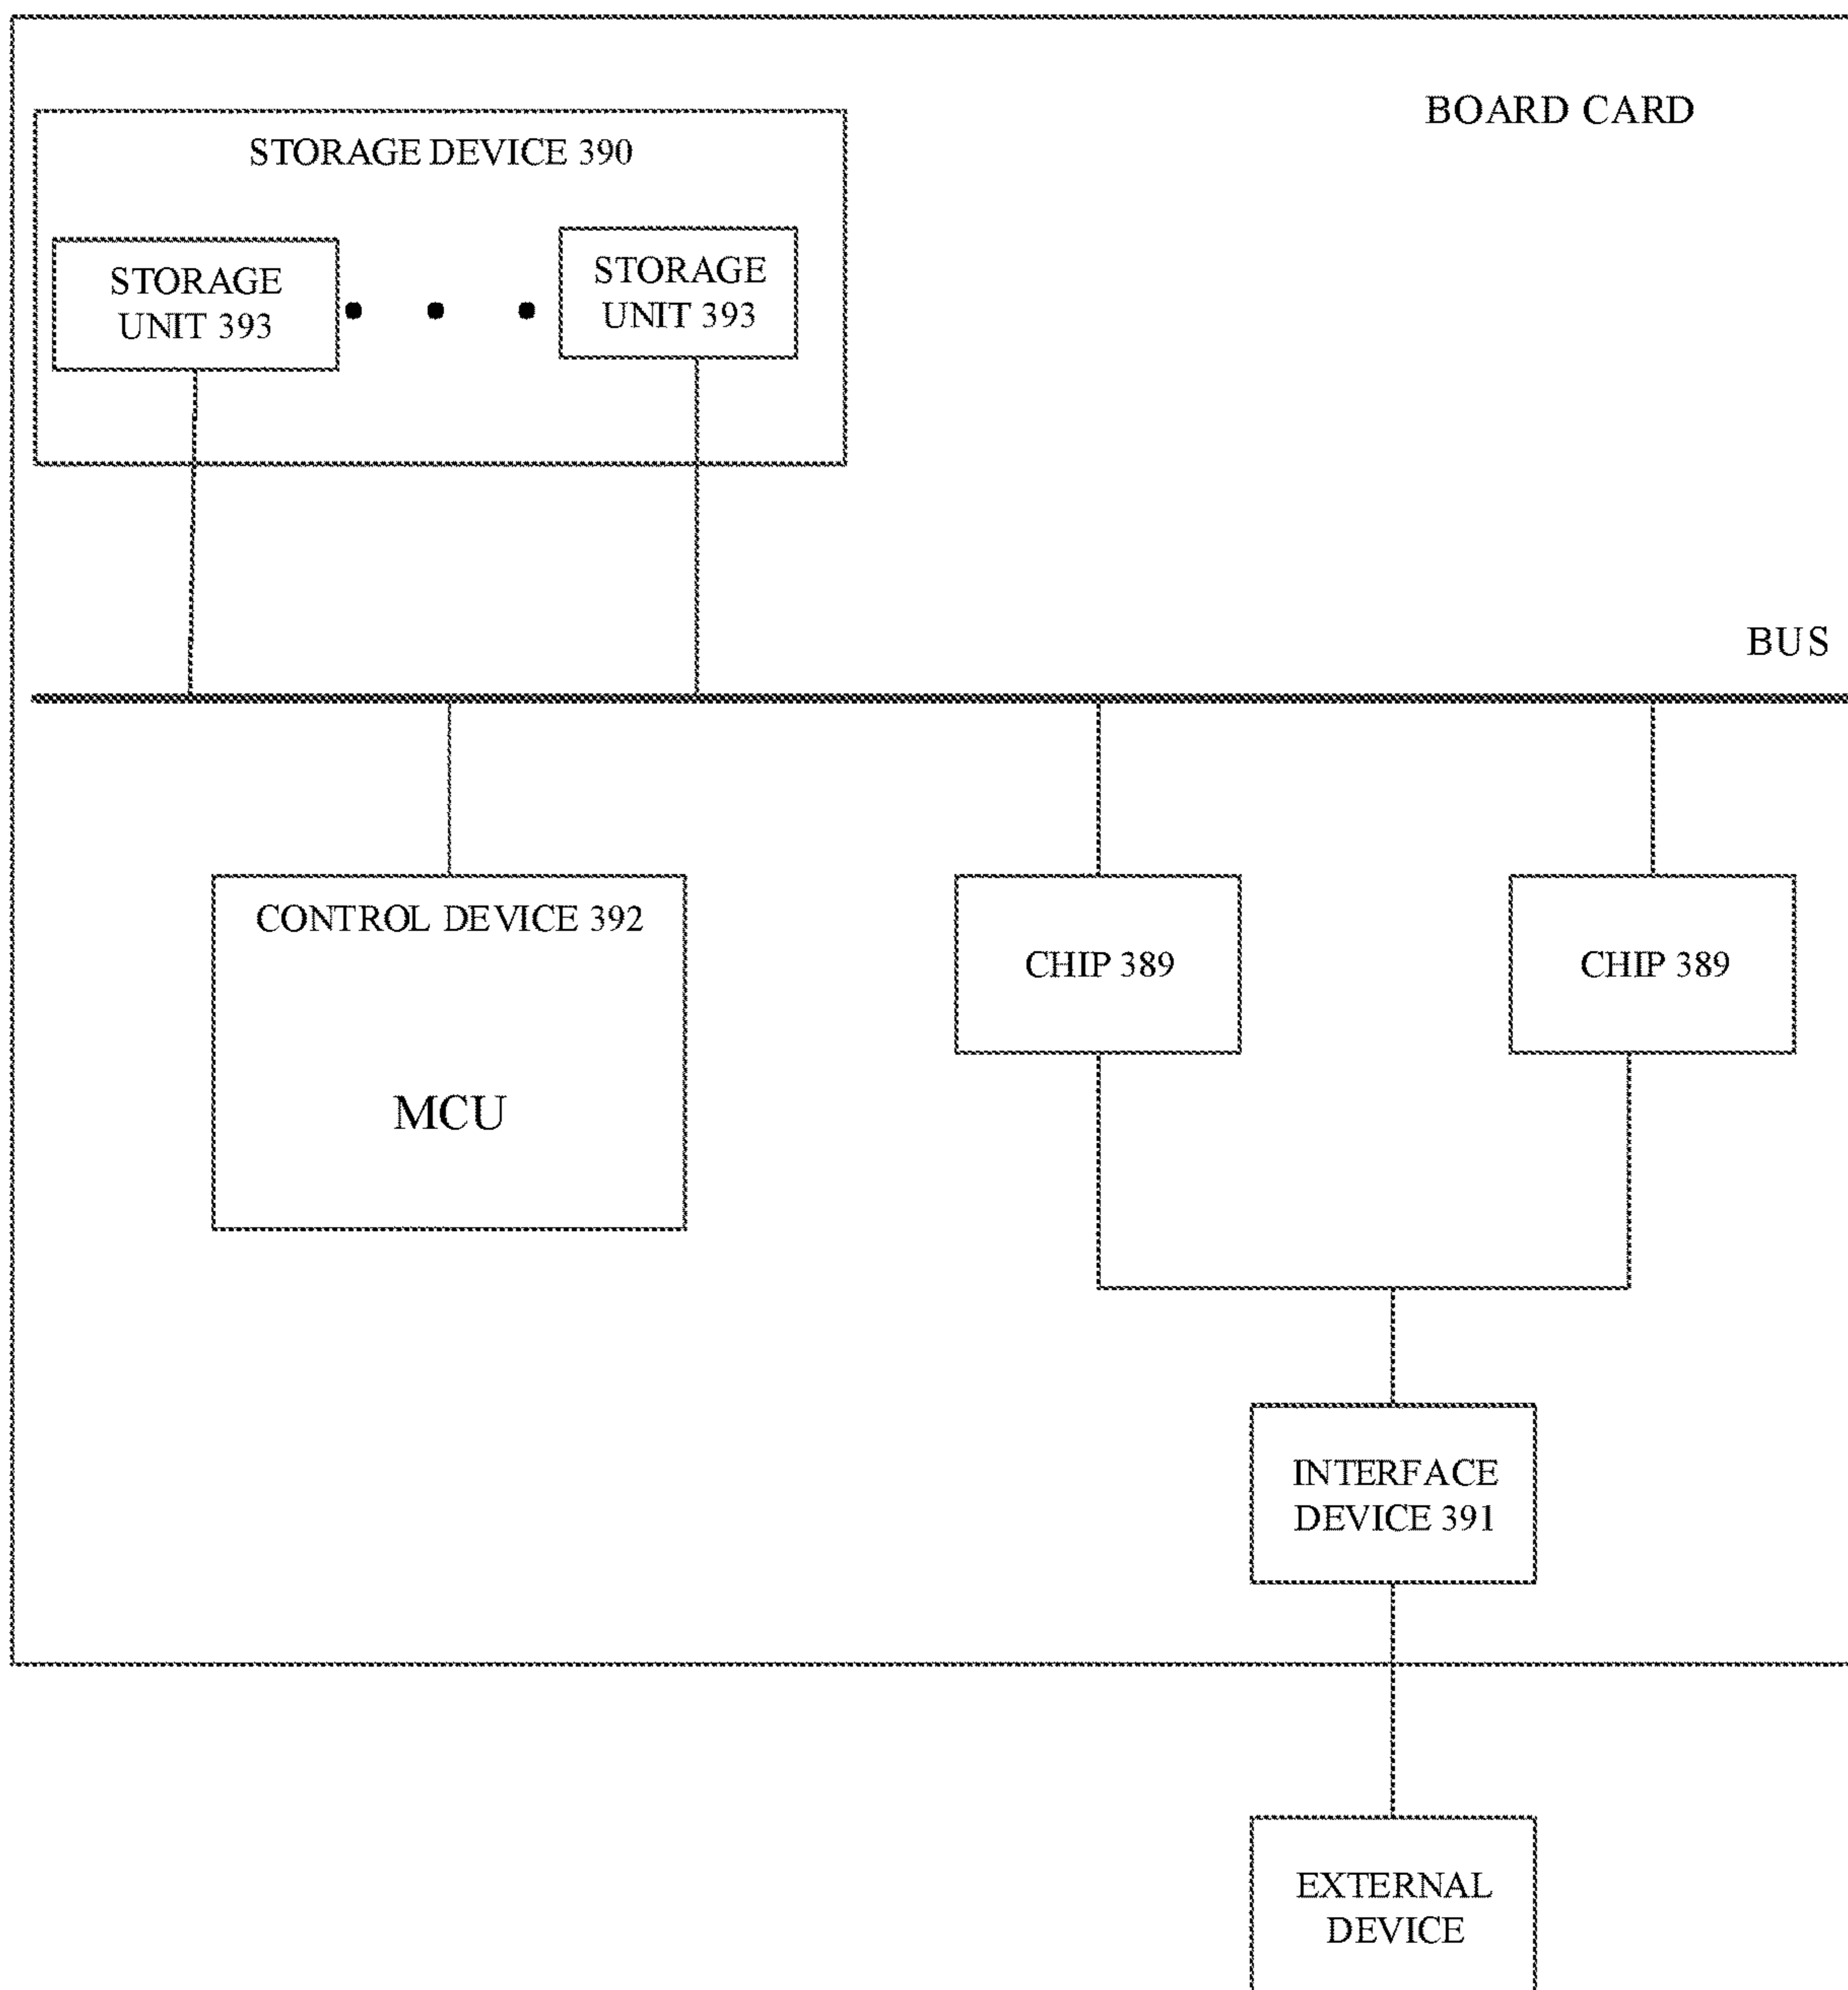 BOARD CARD
STORAGE DEVICE 390
STORAGE
UNIT 393
STORAGE
UNIT 393
BUS
CONTROL DEVICE 392
MCU
CHIP 389
CHIP 389
INTERFACE
DEVICE 391
EXTERNAL
DEVICE